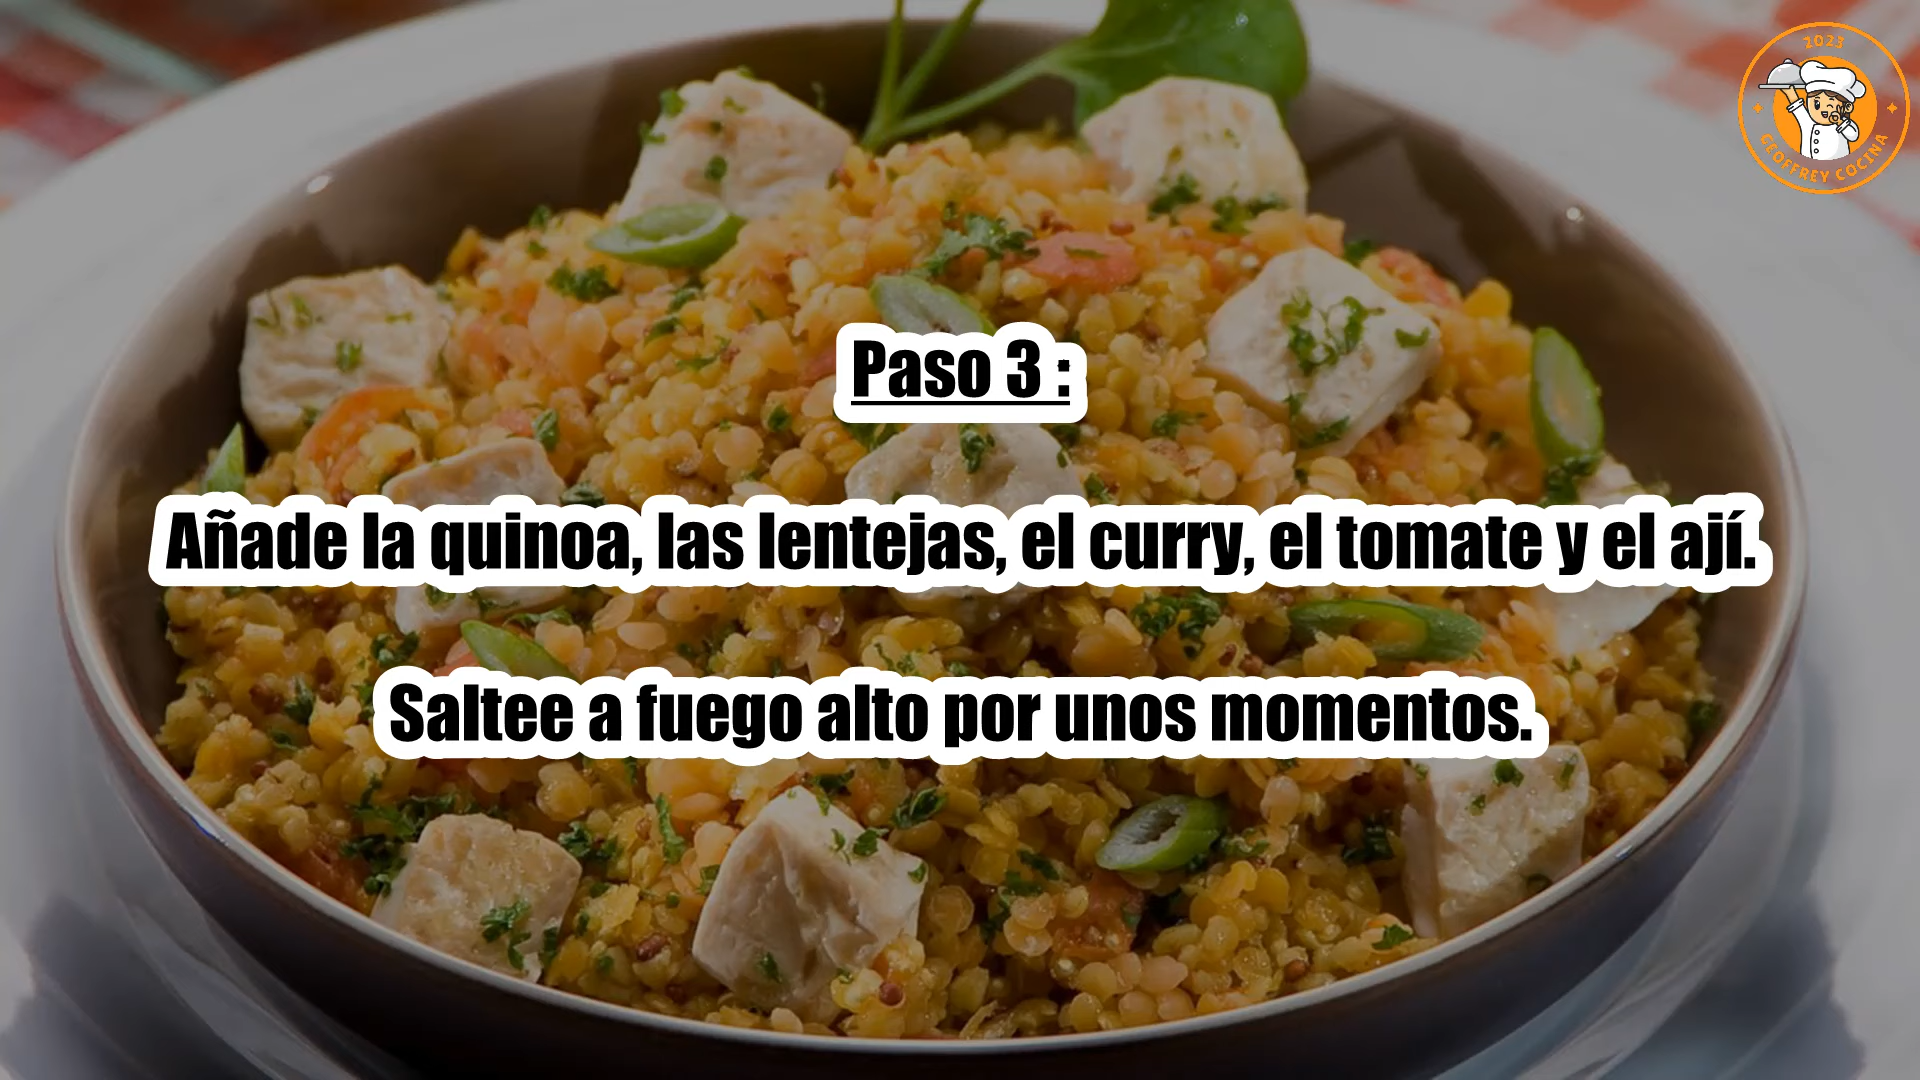 2023
GEOFFREY COCINA
Paso 3 :
Añade la quinoa, las lentejas, el curry, el tomate y el ají.
Saltee a fuego alto por unos momentos.